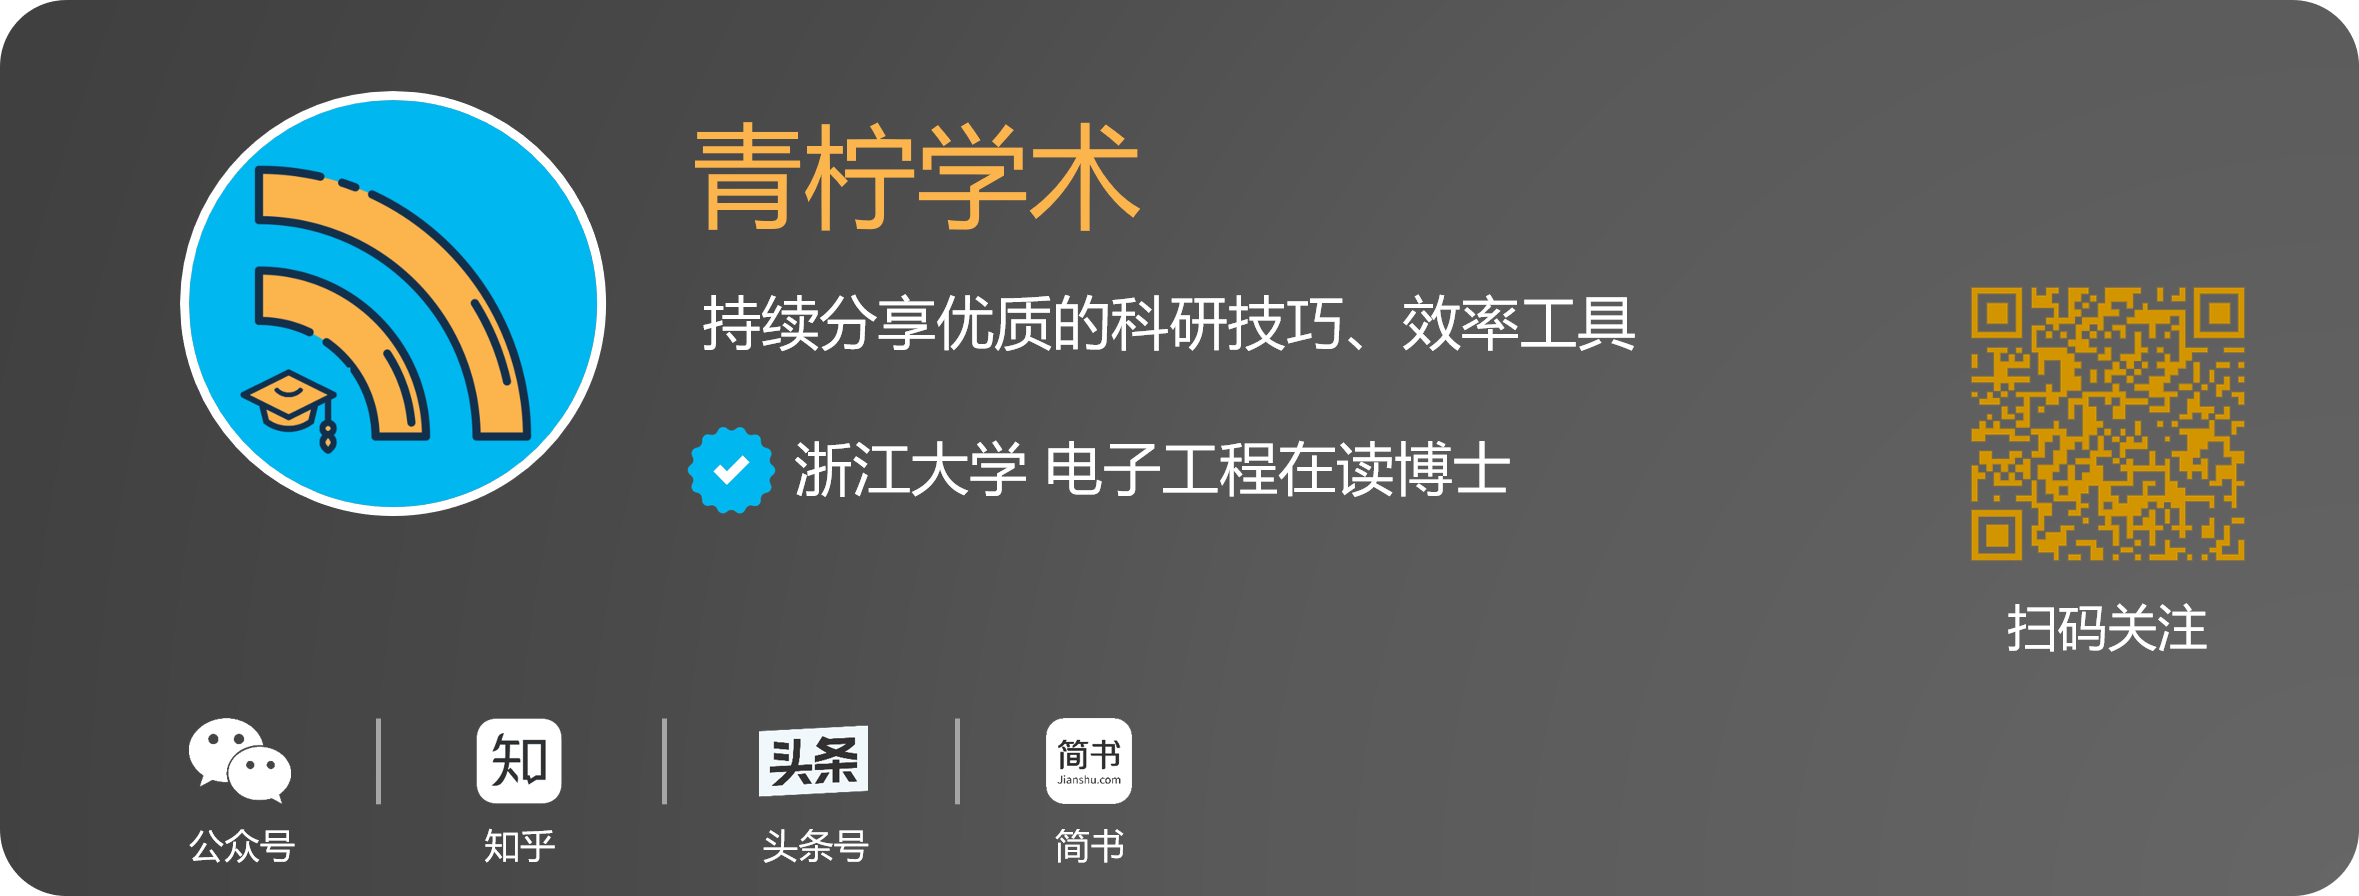 青柠学术
持续分享优质的科研技巧、效率工具
浙江大学 电子工程在读博士
扫码关注
知
头条
简书
Jianshu.com
公众号
知乎
头条号
简书